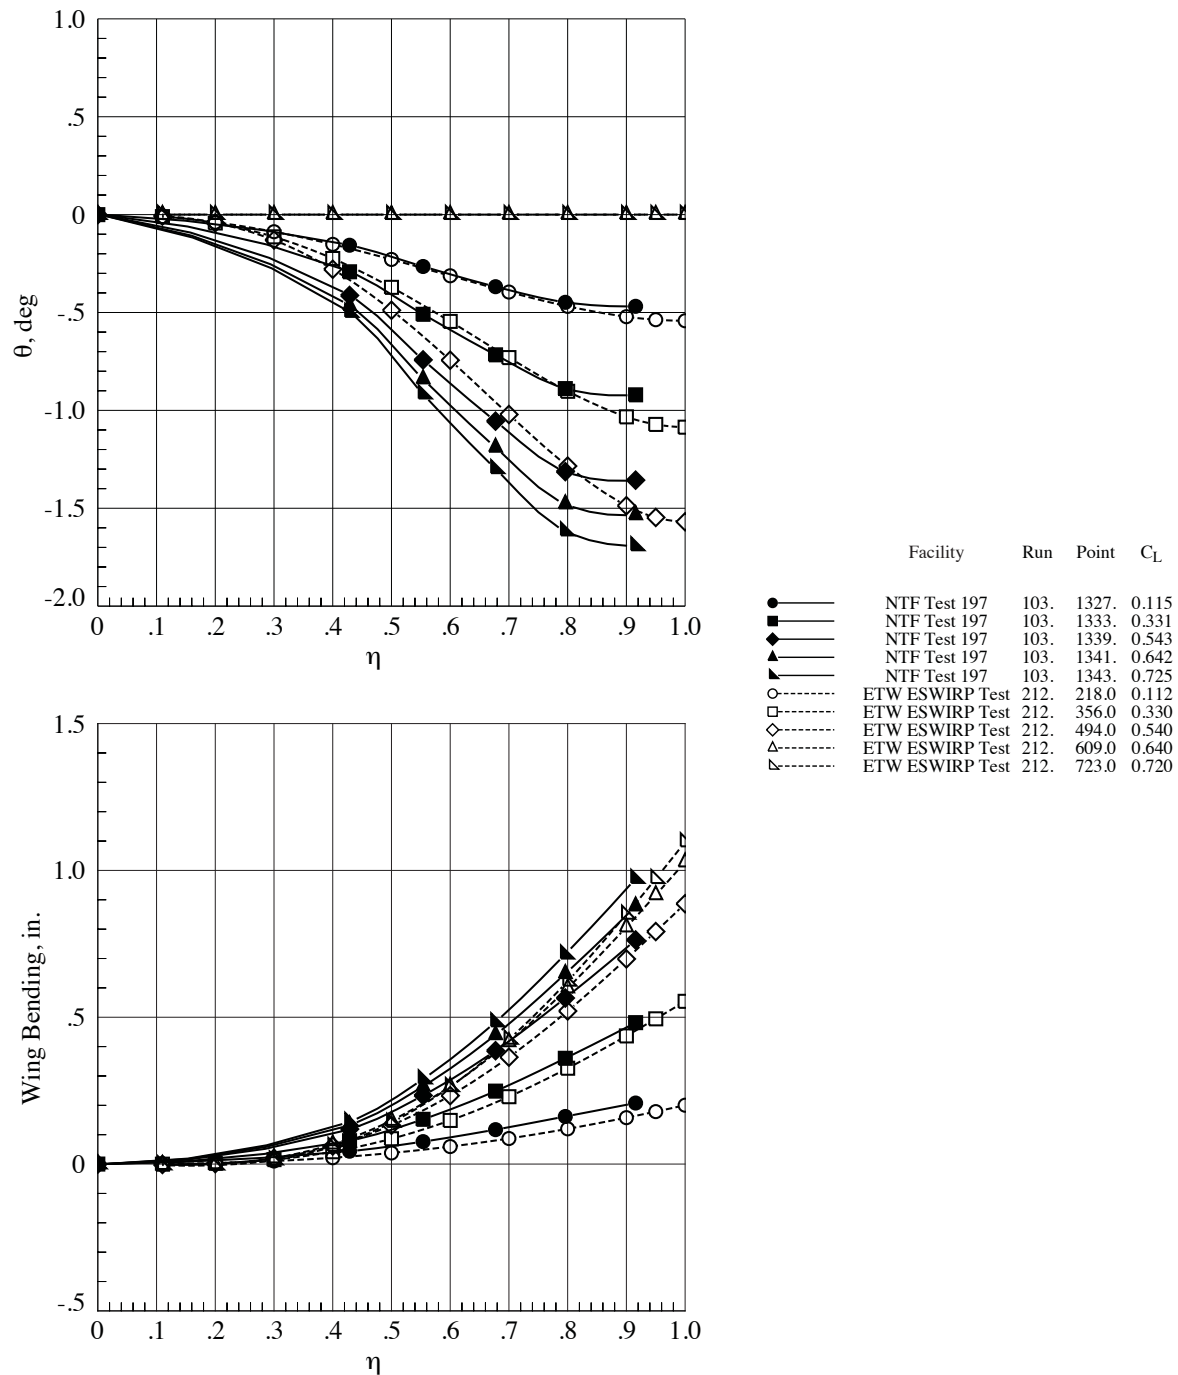 1.0
.5
0
-.5
-1.0
-1.5
-2.0
θ, deg
0 .1 .2 .3 .4 .5 .6 .7 .8 .9 1.0
η
Facility Run Point CL
NTF Test 197 103. 1327. 0.115
NTF Test 197 103. 1333. 0.331
NTF Test 197 103. 1339. 0.543
NTF Test 197 103. 1341. 0.642
NTF Test 197 103. 1343. 0.725
ETW ESWIRP Test 212. 218.0 0.112
ETW ESWIRP Test 212. 356.0 0.330
ETW ESWIRP Test 212. 494.0 0.540
ETW ESWIRP Test 212. 609.0 0.640
ETW ESWIRP Test 212. 723.0 0.720
1.5
1.0
.5
0
-.5
Wing Bending, in.
0 .1 .2 .3 .4 .5 .6 .7 .8 .9 1.0
η